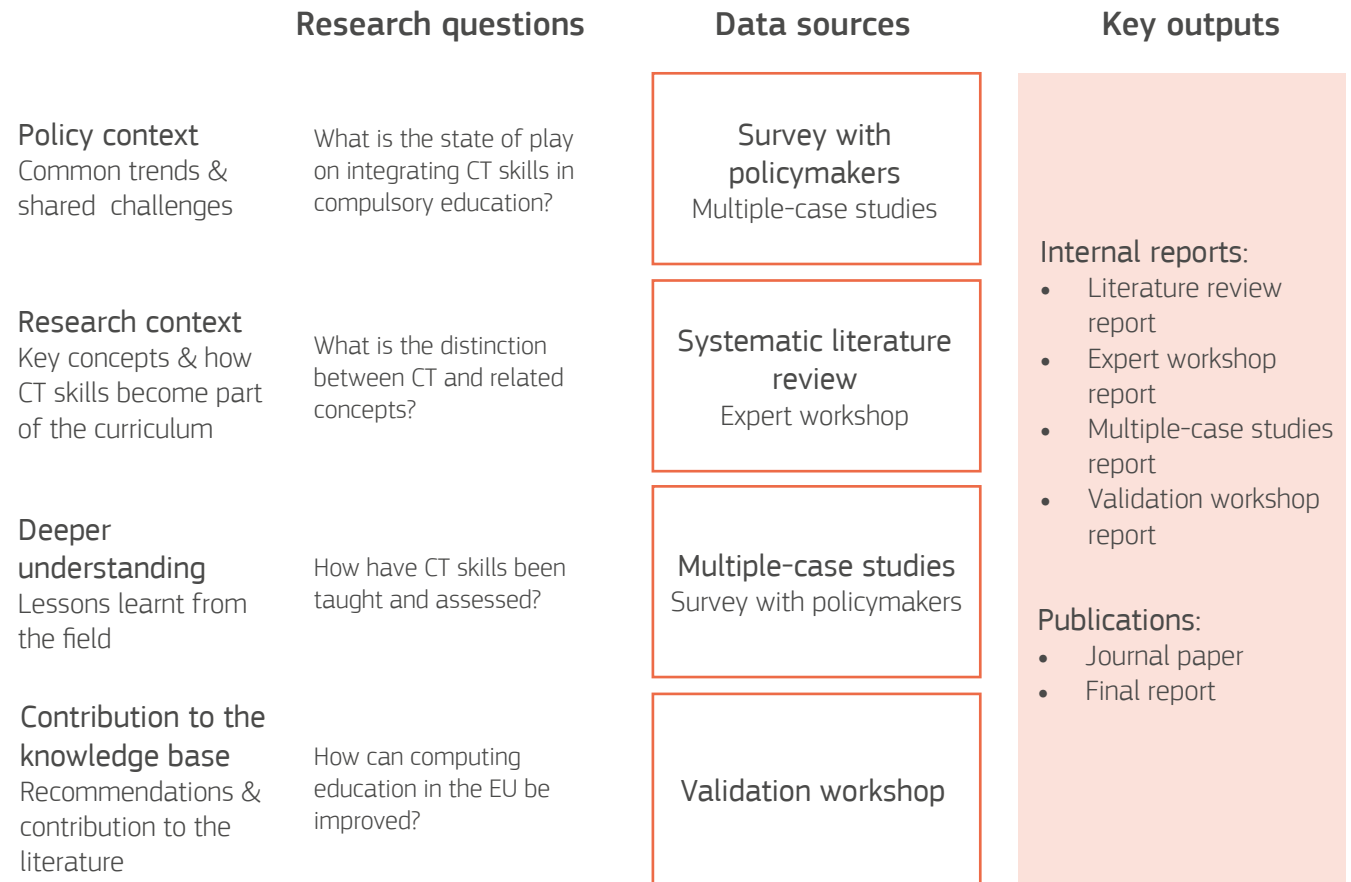 Research questions
Data sources
Key outputs
Policy context
Common trends &
shared challenges
What is the state of play
on integrating CT skills in
compulsory education?
Survey with
policymakers
Multiple-case studies
Research context
Key concepts & how
CT skills become part
of the curriculum
What is the distinction
between CT and related
concepts?
Systematic literature
review
Expert workshop
Deeper
understanding
Lessons learnt from
the field
How have CT skills been
taught and assessed?
Multiple-case studies
Survey with policymakers
Contribution to the
knowledge base
Recommendations &
contribution to the
literature
How can computing
education in the EU be
improved?
Validation workshop
Internal reports:
• Literature review
report
• Expert workshop
report
• Multiple-case studies
report
• Validation workshop
report
Publications:
• Journal paper
• Final report